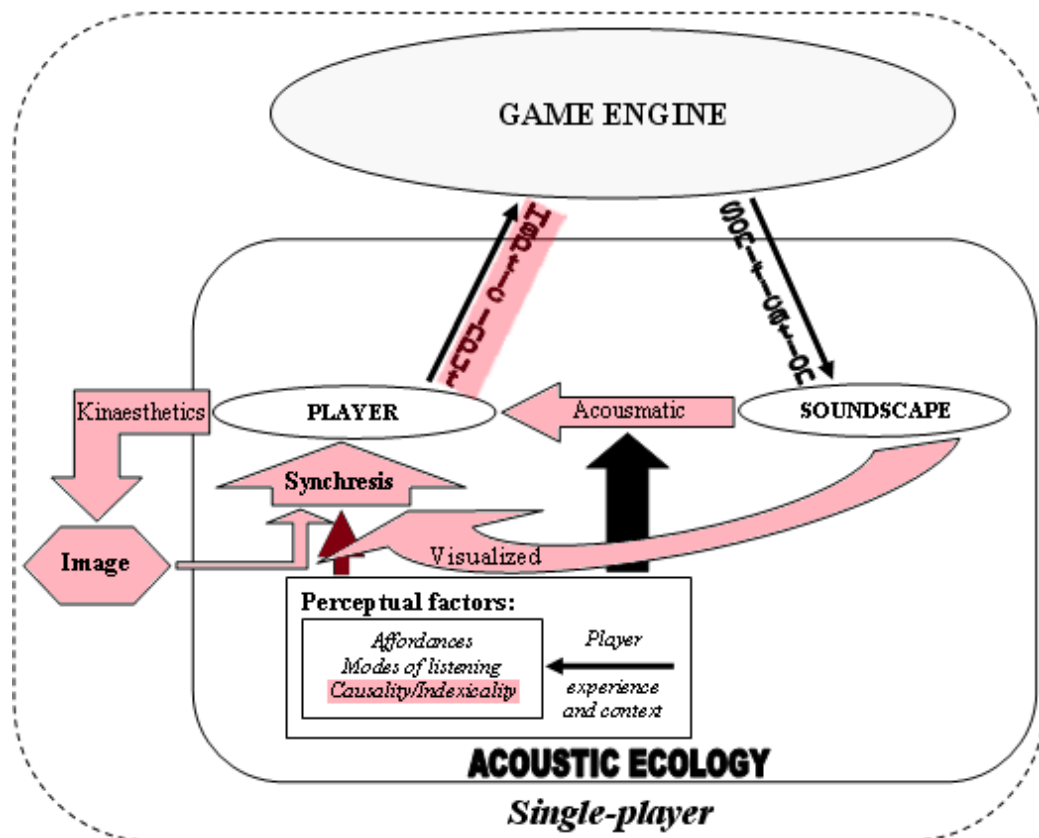 GAME ENGINE
Haptic input
Sonification
Kinaesthetics
PLAYER
Acousmatic
SOUNDSCAPE
Synchresis
Image
Visualized
Perceptual factors:
Affordances
Modes of listening
Causality/Indexicality
Player
experience
and context
ACOUSTIC ECOLOGY
Single-player